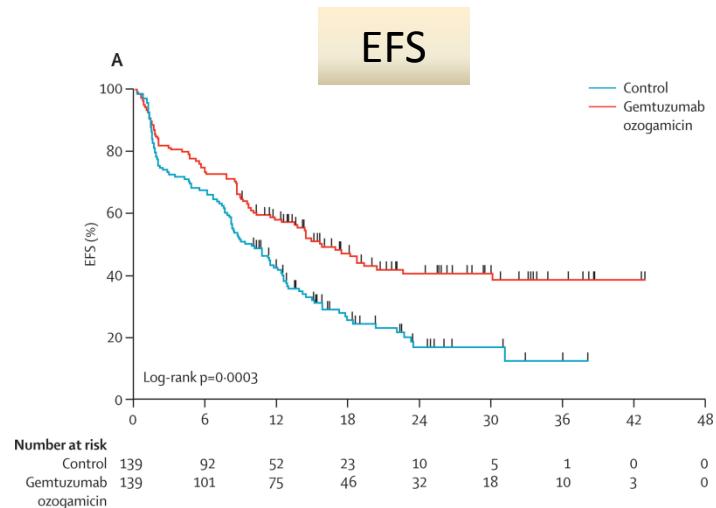 EFS
A
Control
Gemtuzumab
ozogamicin
100
80
60
40
20
0
EFS (%)
Log-rank p=0·0003
0 6 12 18 24 30 36 42 48
Number at risk
Control 139 92 52 23 10 5 1 0 0
Gemtuzumab 139 101 75 46 32 18 10 3 0
ozogamicin